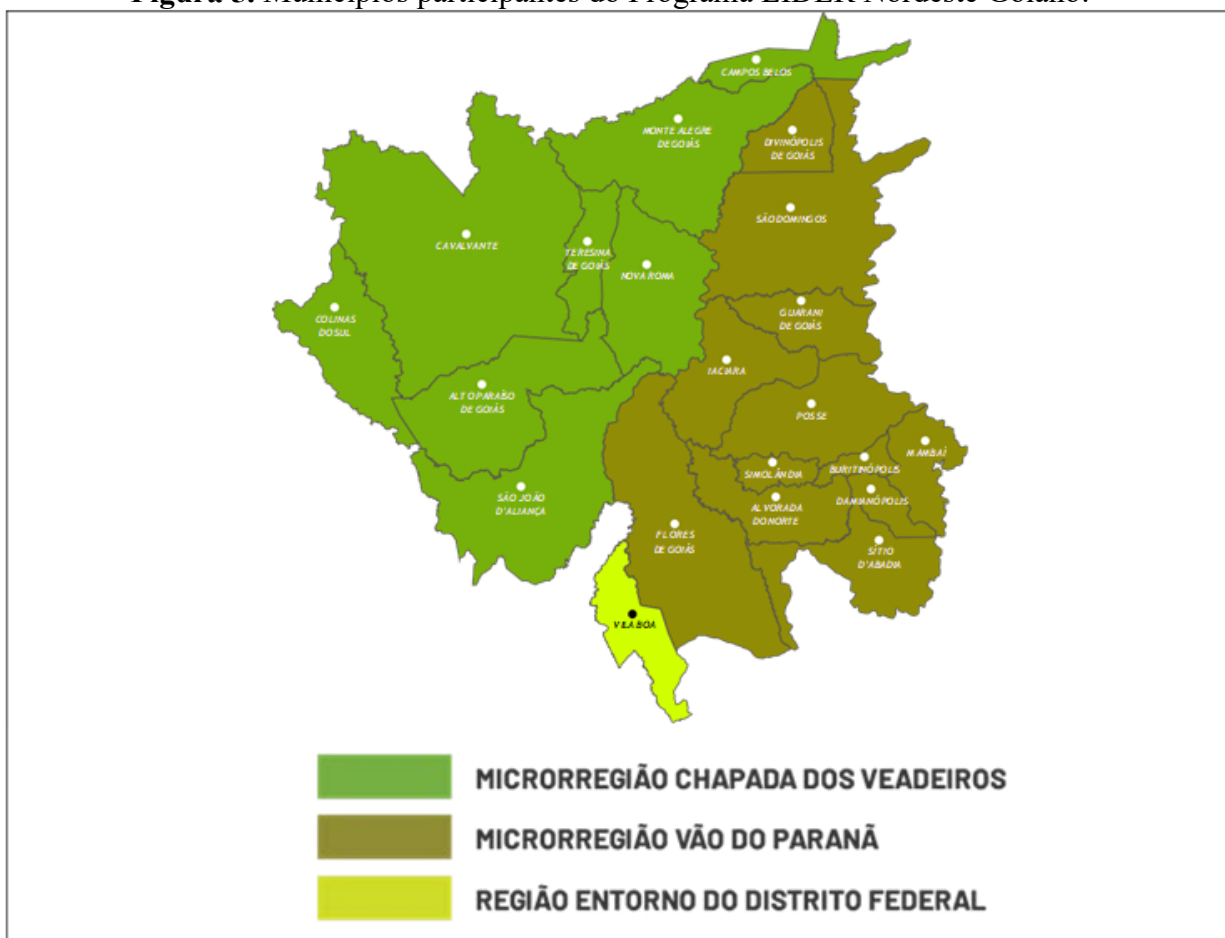 Figura 3. Municípios participantes do Programa LIDER Nordeste Goiano.
CAMPOS BELOS
MONTE ALEGRE
DE GOIÁS
DIVINÓPOLIS
DE GOIÁS
SÃO DOMINGOS
CAVALVANTE
TERESINA
DE GOIÁS
NOVA ROMA
COLINAS
DO SUL
GUARANI
DE GOIÁS
IACIARA
ALTO PARAÍSO
DE GOIÁS
POSSE
MAMBAÍ
SIMOLÂNDIA
BURITINÓPOLIS
SÃO JOÃO
D'ALIANÇA
ALVORADA
DO NORTE
DAMIANÓPOLIS
FLORES
DE GOIÁS
SÍTIO
D'ABADIA
VILA BOA
MICRORREGIÃO CHAPADA DOS VEADEIROS
MICRORREGIÃO VÃO DO PARANÃ
REGIÃO ENTORNO DO DISTRITO FEDERAL